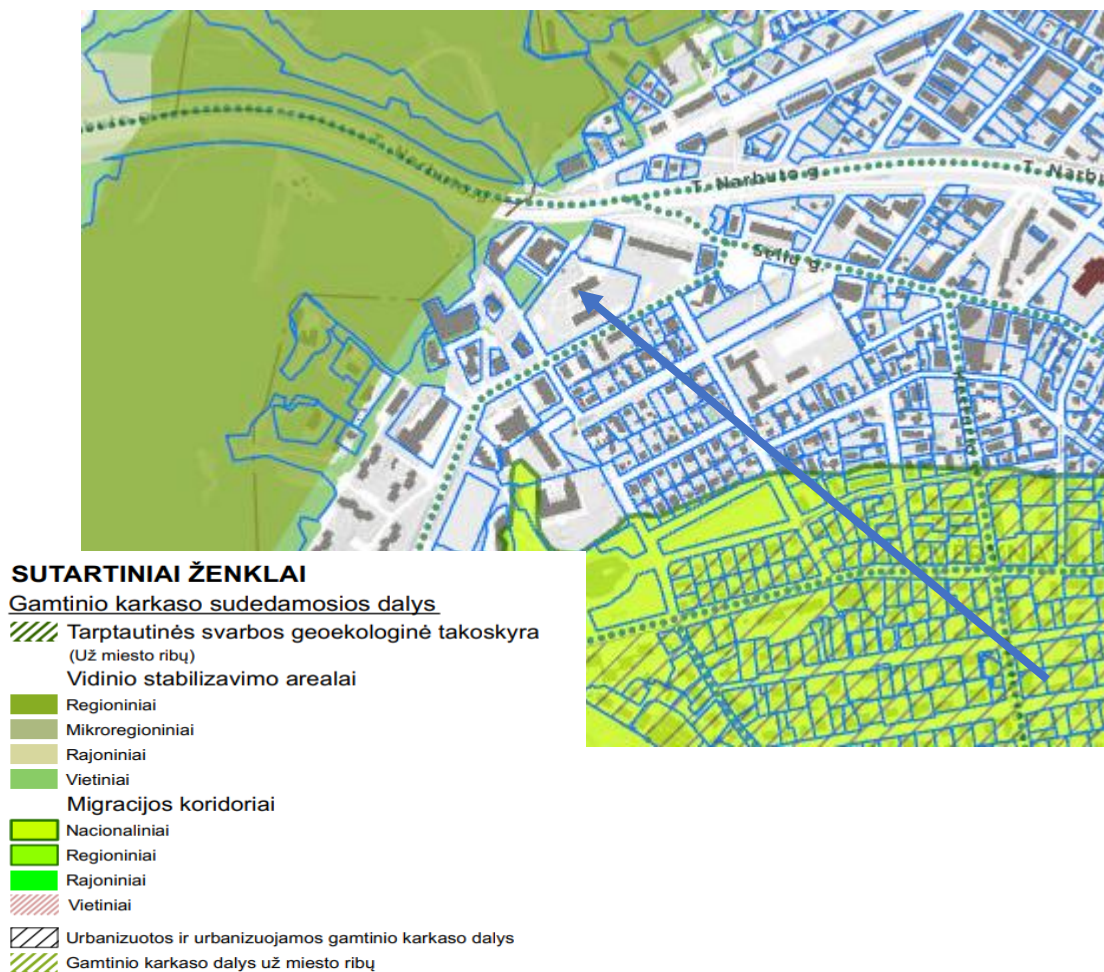 T. Narbuto g.
T. Narbuto g.
T. Narbu
Sėlių g.
SUTARTINIAI ŽENKLAI
Gamtinio karkaso sudedamosios dalys
Tarptautinės svarbos geoekologinė takoskyra
(Už miesto ribų)
Vidinio stabilizavimo arealai
Regioniniai
Mikroregioniniai
Rajoniniai
Vietiniai
Migracijos koridoriai
Nacionaliniai
Regioniniai
Rajoniniai
Vietiniai
Urbanizuotos ir urbanizuojamos gamtinio karkaso dalys
Gamtinio karkaso dalys už miesto ribų